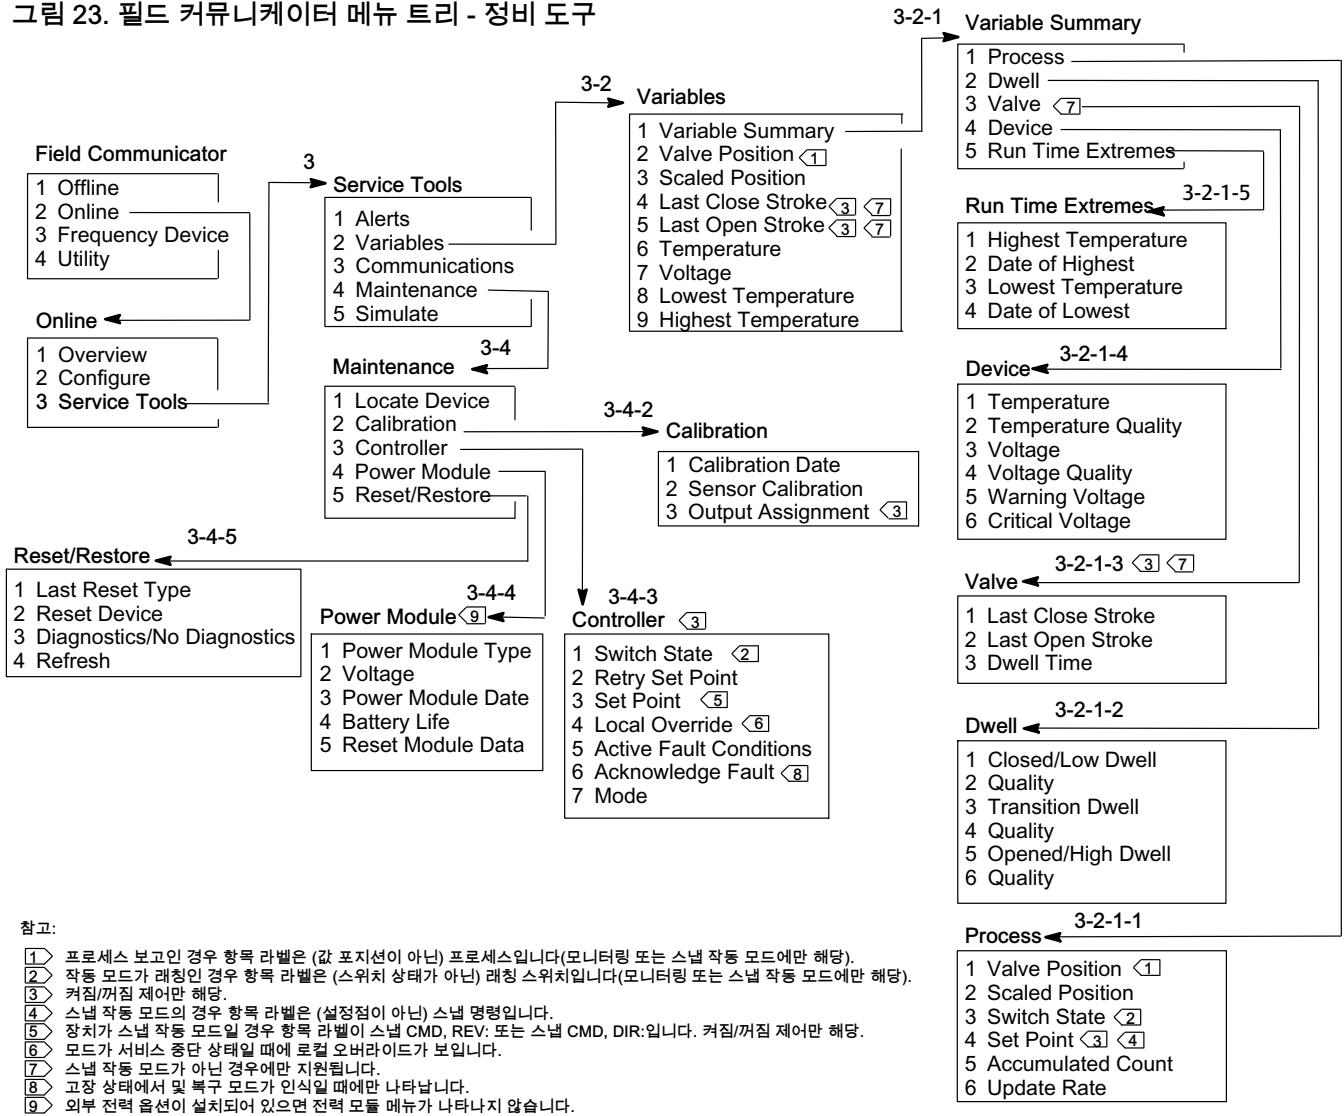 그림 23. 필드 커뮤니케이터 메뉴 트리 - 정비 도구
Field Communicator
1 Offline
2 Online
3 Frequency Device
4 Utility
Online
1 Overview
2 Configure
3 Service Tools
3
Service Tools
1 Alerts
2 Variables
3 Communications
4 Maintenance
5 Simulate
3-4
Maintenance
1 Locate Device
2 Calibration
3 Controller
4 Power Module
5 Reset/Restore
3-4-5
Reset/Restore
1 Last Reset Type
2 Reset Device
3 Diagnostics/No Diagnostics
4 Refresh
3-4-4
Power Module 9
1 Power Module Type
2 Voltage
3 Power Module Date
4 Battery Life
5 Reset Module Data
3-4-3
Controller 3
1 Switch State 2
2 Retry Set Point
3 Set Point 5
4 Local Override 6
5 Active Fault Conditions
6 Acknowledge Fault 8
7 Mode
3-4-2
Calibration
1 Calibration Date
2 Sensor Calibration
3 Output Assignment 3
3-2
Variables
1 Variable Summary
2 Valve Position 1
3 Scaled Position
4 Last Close Stroke 3 7
5 Last Open Stroke 3 7
6 Temperature
7 Voltage
8 Lowest Temperature
9 Highest Temperature
3-2-1
Variable Summary
1 Process
2 Dwell
3 Valve 7
4 Device
5 Run Time Extremes
3-2-1-5
Run Time Extremes
1 Highest Temperature
2 Date of Highest
3 Lowest Temperature
4 Date of Lowest
3-2-1-4
Device
1 Temperature
2 Temperature Quality
3 Voltage
4 Voltage Quality
5 Warning Voltage
6 Critical Voltage
3-2-1-3 3 7
Valve
1 Last Close Stroke
2 Last Open Stroke
3 Dwell Time
3-2-1-2
Dwell
1 Closed/Low Dwell
2 Quality
3 Transition Dwell
4 Quality
5 Opened/High Dwell
6 Quality
3-2-1-1
Process
1 Valve Position 1
2 Scaled Position
3 Switch State 2
4 Set Point 3 4
5 Accumulated Count
6 Update Rate
참고:
1 프로세스 보고인 경우 항목 라벨은 (값 포지션이 아닌) 프로세스입니다(모니터링 또는 스냅 작동 모드에만 해당).
2 작동 모드가 래칭인 경우 항목 라벨은 (스위치 상태가 아닌) 래칭 스위치입니다(모니터링 또는 스냅 작동 모드에만 해당).
3 켜짐/꺼짐 제어만 해당.
4 스냅 작동 모드의 경우 항목 라벨은 (설정점이 아닌) 스냅 명령입니다.
5 장치가 스냅 작동 모드일 경우 항목 라벨이 스냅 CMD, REV: 또는 스냅 CMD, DIR:입니다. 켜짐/꺼짐 제어만 해당.
6 모드가 서비스 중단 상태일 때에 로컬 오버라이드가 보입니다.
7 스냅 작동 모드가 아닌 경우에만 지원됩니다.
8 고장 상태에서 및 복구 모드가 인식일 때에만 나타납니다.
9 외부 전력 옵션이 설치되어 있으면 전력 모듈 메뉴가 나타나지 않습니다.